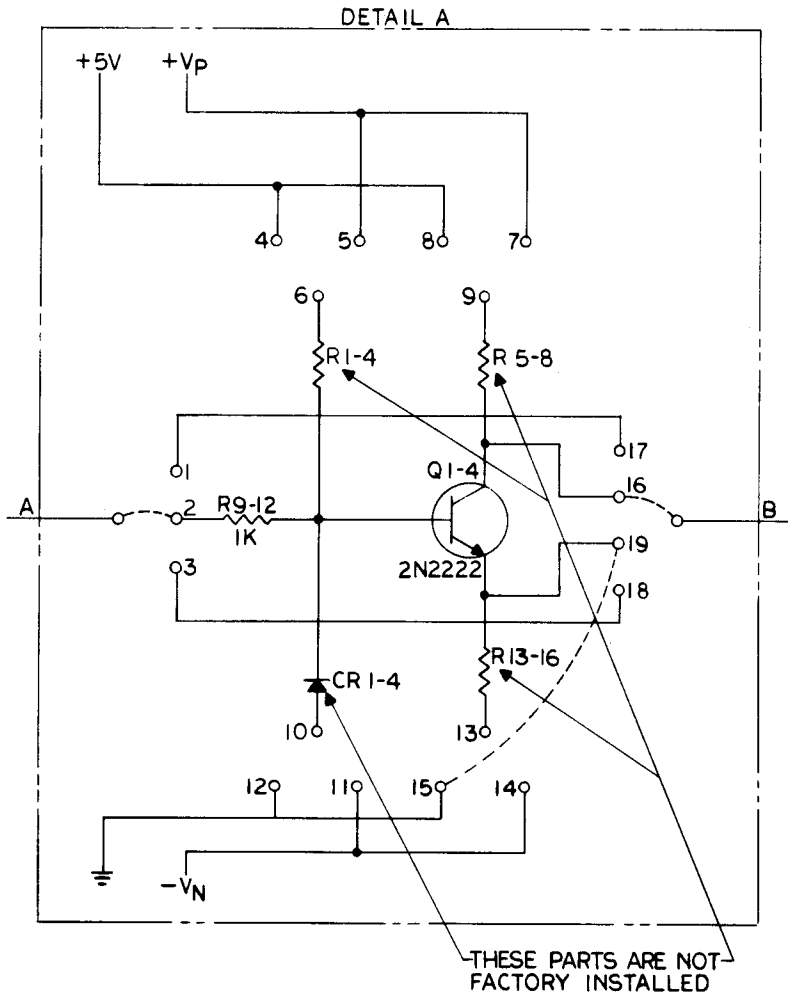 DETAIL A
+5V
+VP
4
5
8
7
6
9
R1-4
R 5-8
1
17
Q1-4
16
A
2
R9-12
B
1K
19
3
2N2222
18
R13-16
CR 1-4
10
13
12
11
15
14
-VN
THESE PARTS ARE NOT
FACTORY INSTALLED